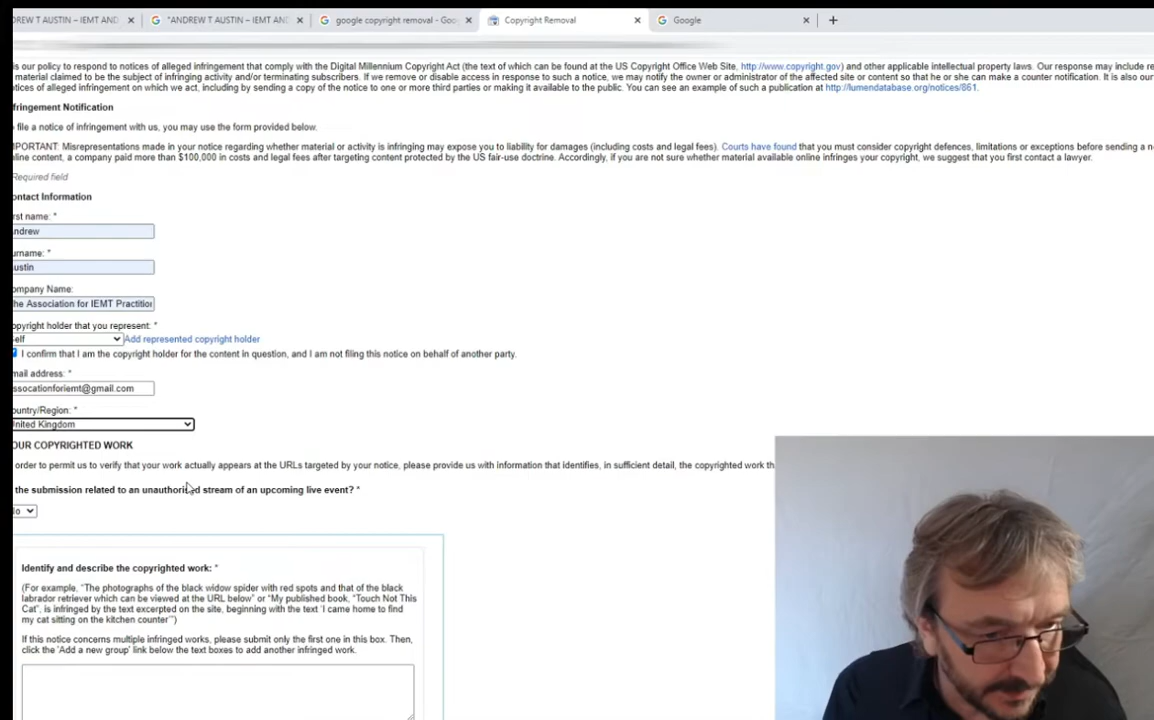 REW T AUSTIN – IEMT AND
"ANDREW T AUSTIN – IEMT AND
google copyright removal - Goo
Copyright Removal
Google
is our policy to respond to notices of alleged infringement that comply with the Digital Millennium Copyright Act (the text of which can be found at the US Copyright Office Web Site, http://www.copyright.gov) and other applicable intellectual property laws. Our response may include re
material claimed to be the subject of infringing activity and/or terminating subscribers. If we remove or disable access in response to such a notice, we may notify the owner or administrator of the affected site or content so that he or she can make a counter notification. It is also our
tices of alleged infringement on which we act, including by sending a copy of the notice to one or more third parties or making it available to the public. You can see an example of such a publication at http://lumendatabase.org/notices/861.
fringement Notification
file a notice of infringement with us, you may use the form provided below.
PORTANT: Misrepresentations made in your notice regarding whether material or activity is infringing may expose you to liability for damages (including costs and legal fees). Courts have found that you must consider copyright defences, limitations or exceptions before sending a n
line content, a company paid more than $100,000 in costs and legal fees after targeting content protected by the US fair-use doctrine. Accordingly, if you are not sure whether material available online infringes your copyright, we suggest that you first contact a lawyer.
Required field
ontact Information
rst name: *
ndrew
urname: *
ustin
ompany Name:
he Association for IEMT Practitior
opyright holder that you represent: *
elf Add represented copyright holder
I confirm that I am the copyright holder for the content in question, and I am not filing this notice on behalf of another party.
mail address: *
ssocationforiemt@gmail.com
ountry/Region: *
nited Kingdom
OUR COPYRIGHTED WORK
order to permit us to verify that your work actually appears at the URLs targeted by your notice, please provide us with information that identifies, in sufficient detail, the copyrighted work th
the submission related to an unauthorised stream of an upcoming live event? *
lo
Identify and describe the copyrighted work: *
(For example, "The photographs of the black widow spider with red spots and that of the black
labrador retriever which can be viewed at the URL below" or "My published book, "Touch Not This
Cat", is infringed by the text excerpted on the site, beginning with the text 'I came home to find
my cat sitting on the kitchen counter'")
If this notice concerns multiple infringed works, please submit only the first one in this box. Then,
click the 'Add a new group' link below the text boxes to add another infringed work.